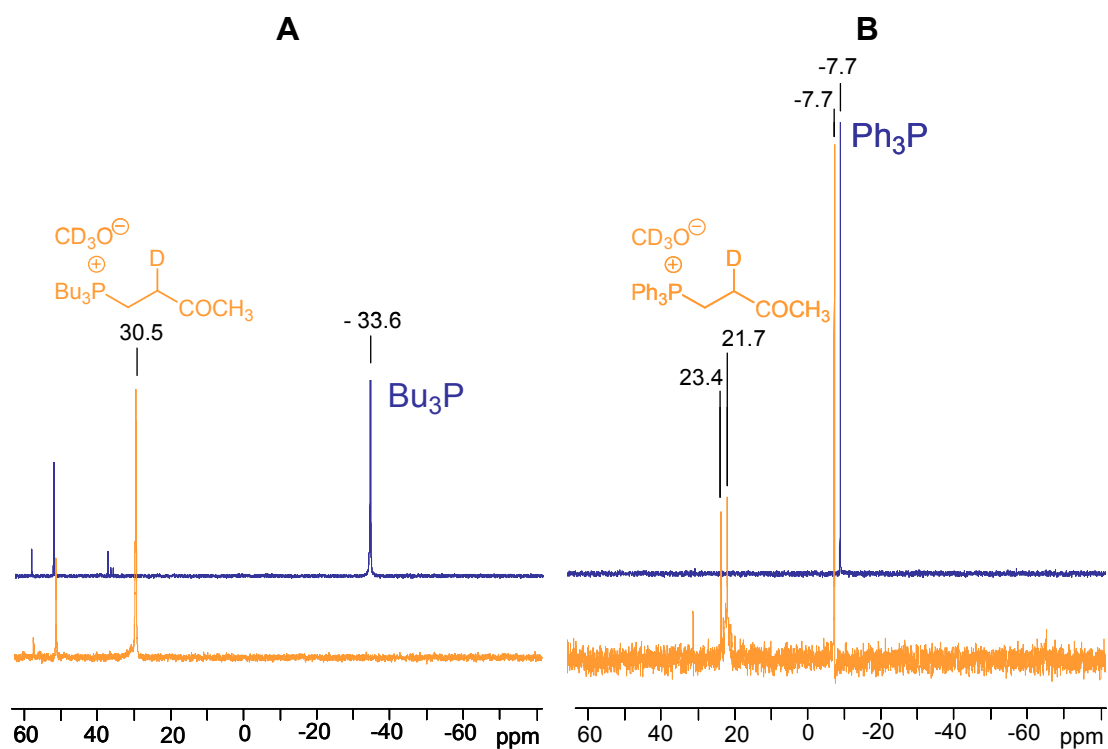 A
CD₃O⊖
⊕ D
Bu₃P COCH₃
30.5
- 33.6
Bu₃P
60 40 20 0 -20 -40 -60 ppm
B
-7.7
-7.7
Ph₃P
CD₃O⊖
⊕ D
Ph₃P COCH₃
21.7
23.4
60 40 20 0 -20 -40 -60 ppm